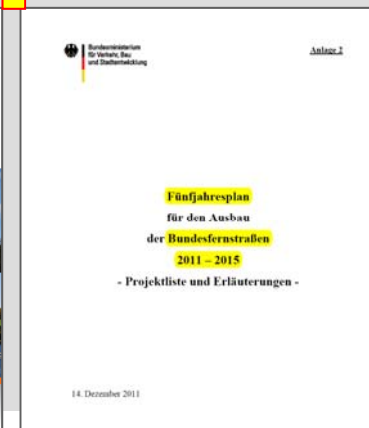 Bundesministerium
für Verkehr, Bau
und Stadtentwicklung
Anlage 2
Fünfjahresplan
für den Ausbau
der Bundesfernstraßen
2011 – 2015
- Projektliste und Erläuterungen -
14. Dezember 2011